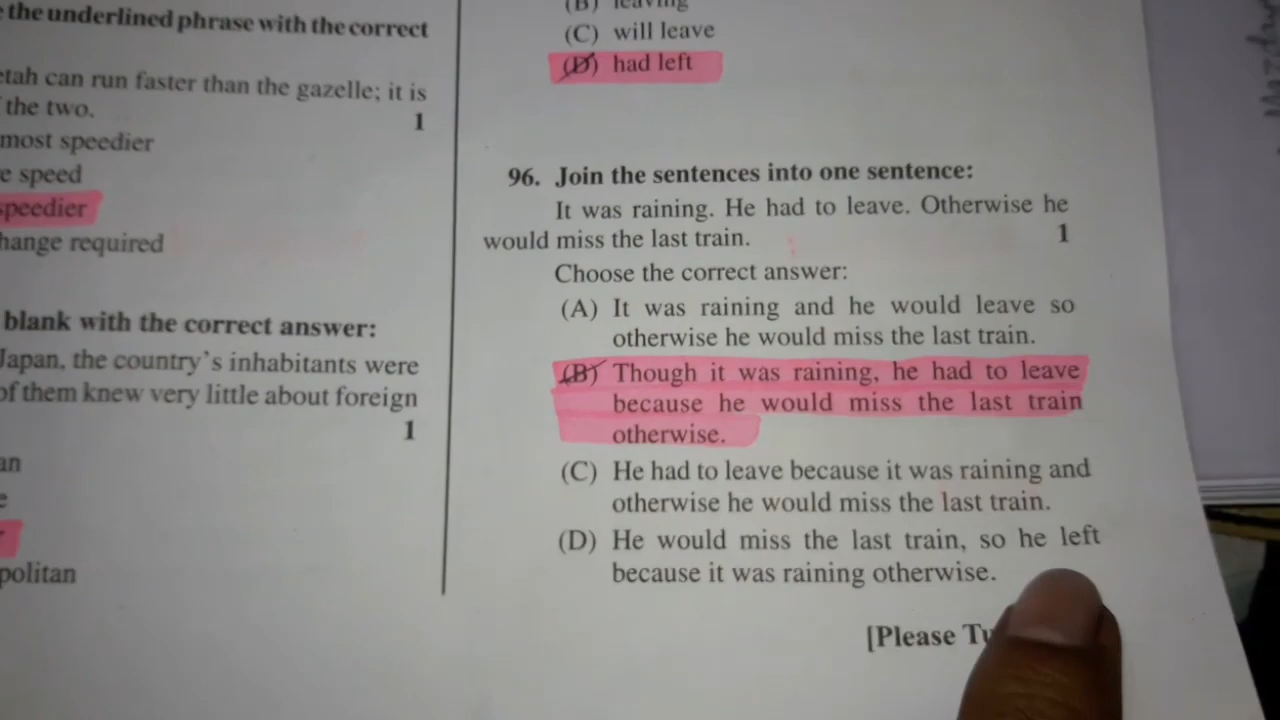 the underlined phrase with the correct
can run faster than the gazelle; it is
the two.
1
most speedier
speed
speedier
required
blank with the correct answer:
Japan, the country's inhabitants were
of them knew very little about foreign
1
(B) leaving
(C) will leave
(D) had left
96. Join the sentences into one sentence:
It was raining. He had to leave. Otherwise he
would miss the last train. 1
Choose the correct answer:
(A) It was raining and he would leave so
otherwise he would miss the last train.
(B) Though it was raining, he had to leave
because he would miss the last train
otherwise.
(C) He had to leave because it was raining and
otherwise he would miss the last train.
(D) He would miss the last train, so he left
because it was raining otherwise.
[Please